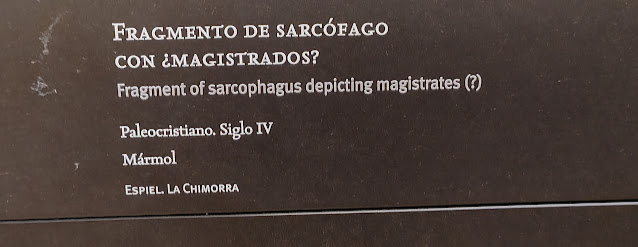 FRAGMENTO DE SARCÓFAGO
CON ¿MAGISTRADOS?
Fragment of sarcophagus depicting magistrates (?)
Paleocristiano. Siglo IV
Mármol
ESPIEL. LA CHIMORRA